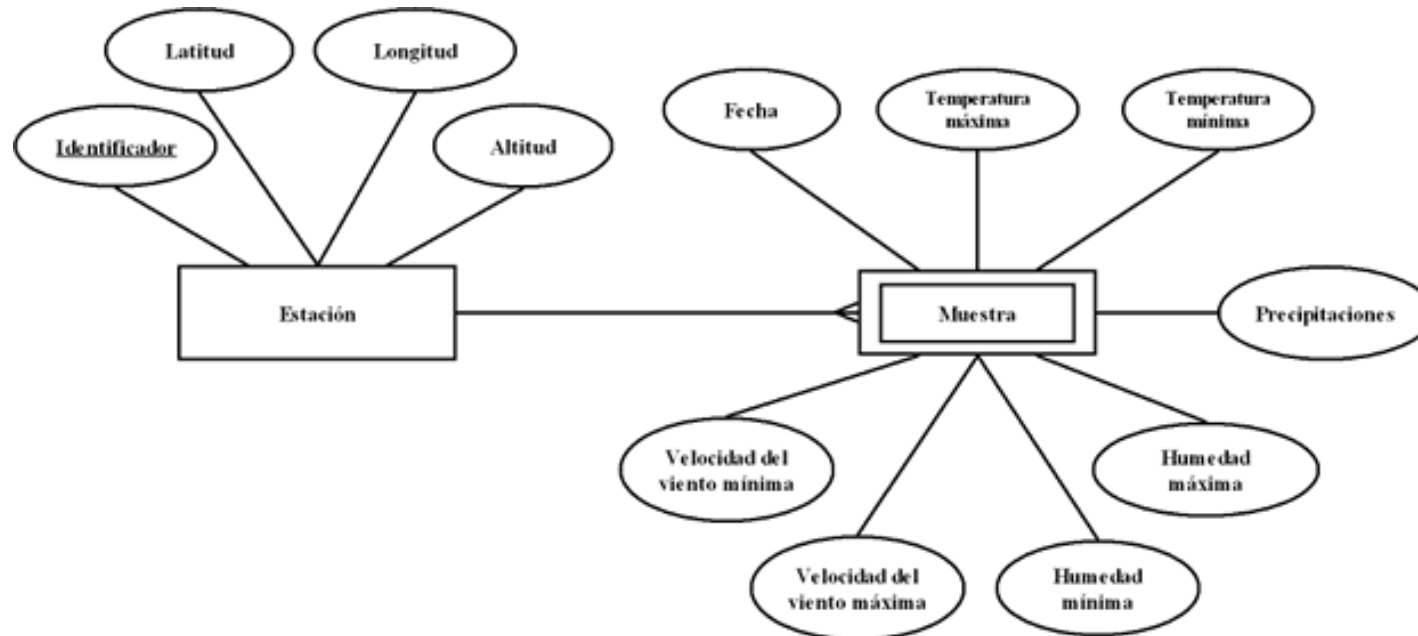 Latitud
Longitud
Identificador
Altitud
Estación
Fecha
Temperatura
máxima
Temperatura
mínima
Muestra
Precipitaciones
Velocidad del
viento mínima
Velocidad del
viento máxima
Humedad
mínima
Humedad
máxima